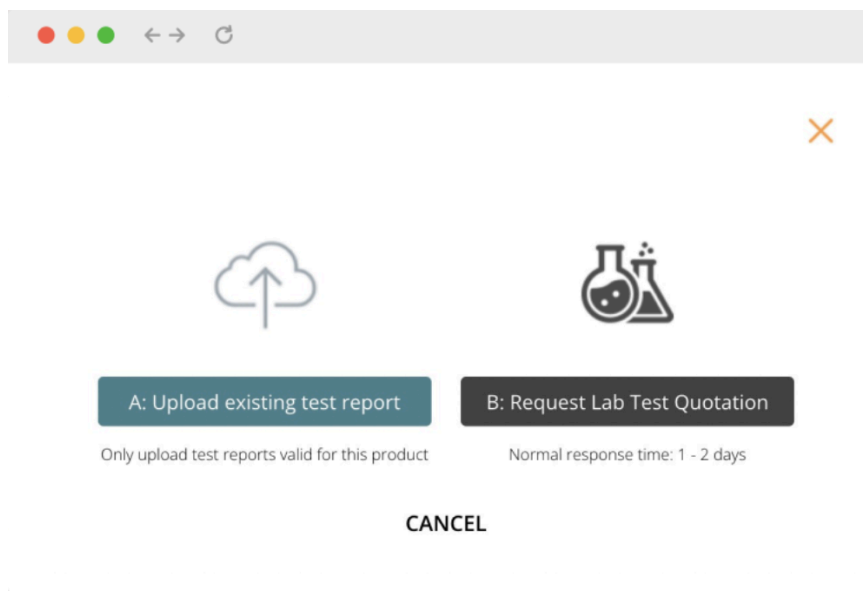 A: Upload existing test report
Only upload test reports valid for this product
B: Request Lab Test Quotation
Normal response time: 1 - 2 days
CANCEL